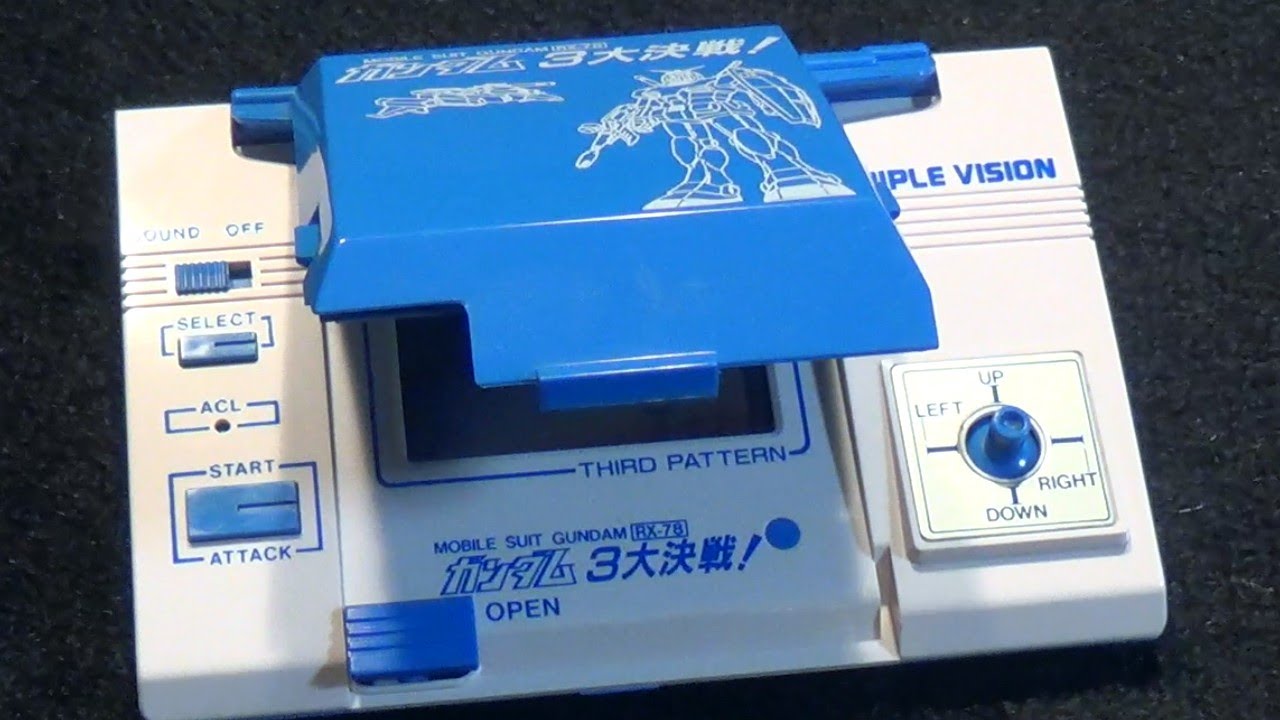 MOBILE SUIT GUNDAM RX-78
ガンダム 3大決戦!
IPLE VISION
OUND OFF
SELECT
ACL
START
ATTACK
THIRD PATTERN
UP
LEFT
RIGHT
DOWN
MOBILE SUIT GUNDAM RX-78
ガンダム 3大決戦!
OPEN